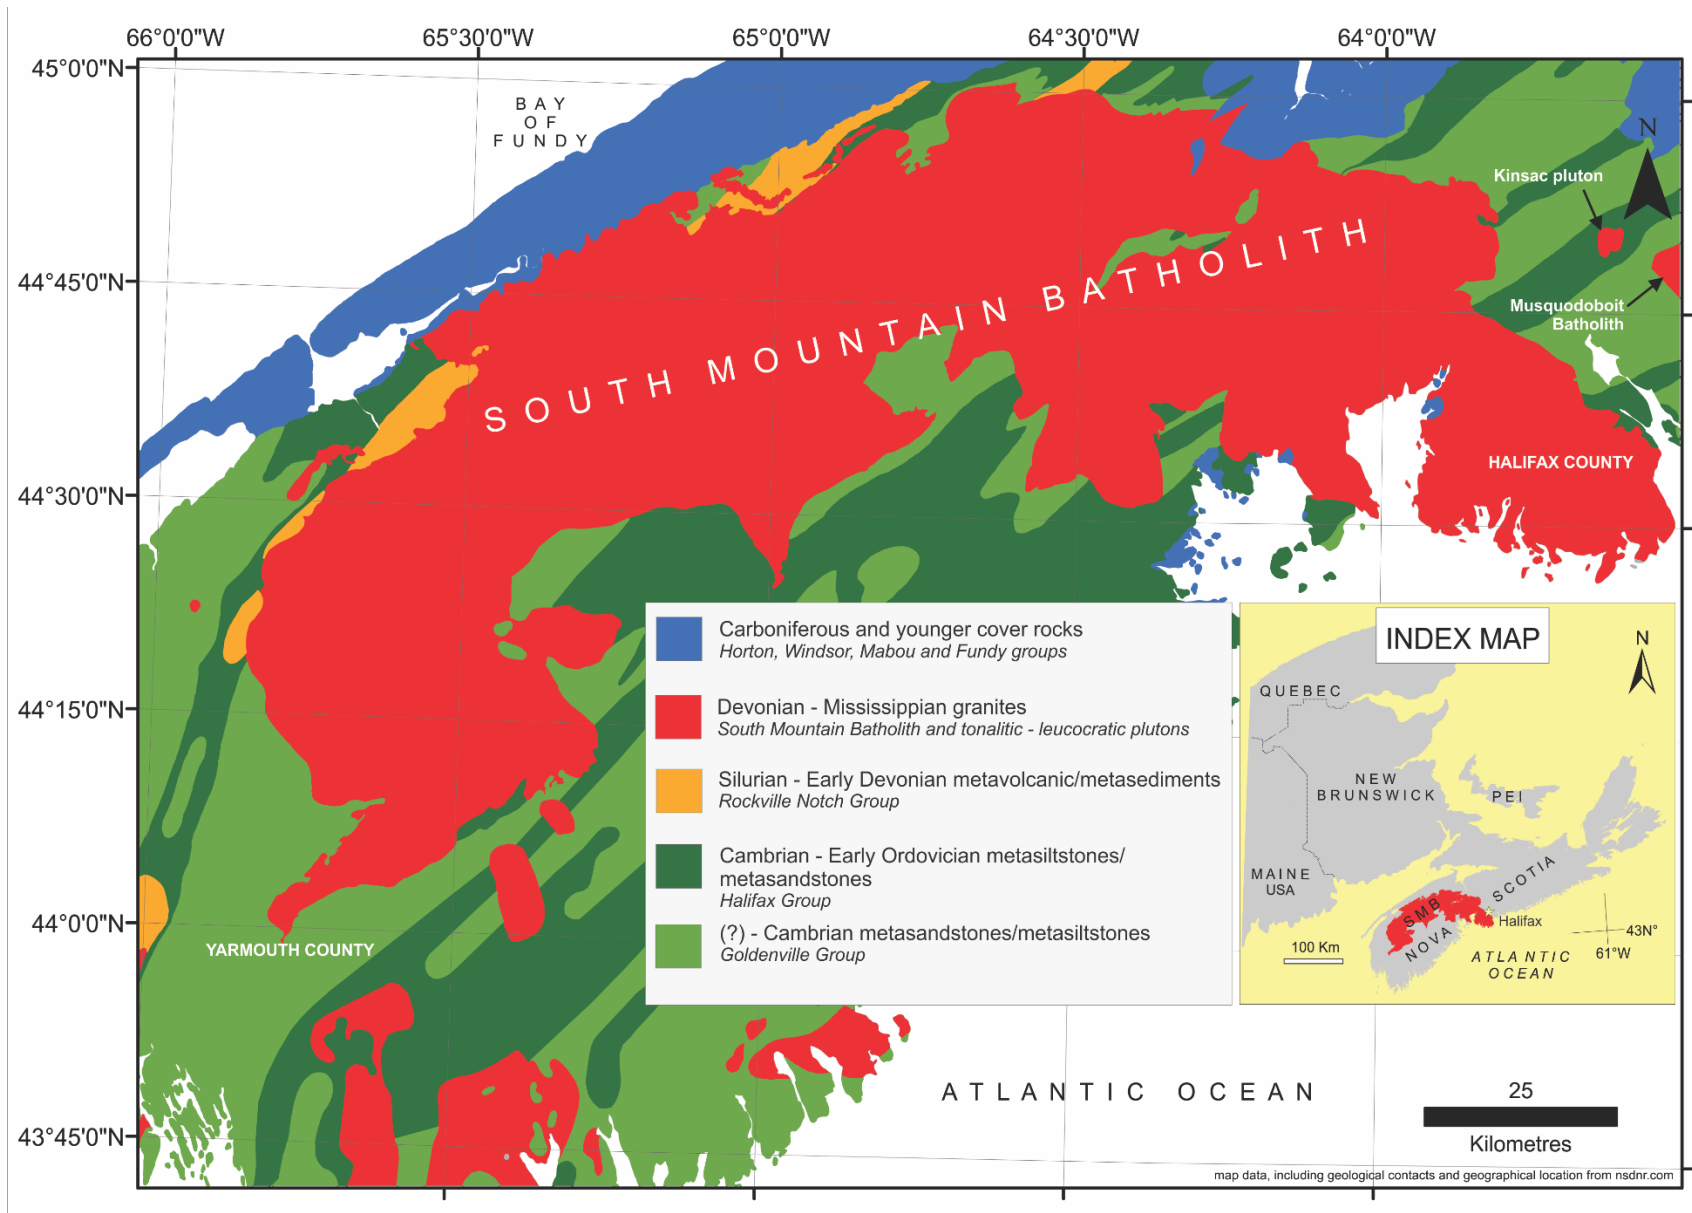 66°0'0"W
65°30'0"W
65°0'0"W
64°30'0"W
64°0'0"W
45°0'0"N
44°45'0"N
44°30'0"N
44°15'0"N
44°0'0"N
43°45'0"N
BAY
OF
FUNDY
N
Kinsac pluton
Musquodoboit
Batholith
SOUTH MOUNTAIN BATHOLITH
HALIFAX COUNTY
YARMOUTH COUNTY
Carboniferous and younger cover rocks
Horton, Windsor, Mabou and Fundy groups
Devonian - Mississippian granites
South Mountain Batholith and tonalitic - leucocratic plutons
Silurian - Early Devonian metavolcanic/metasediments
Rockville Notch Group
Cambrian - Early Ordovician metasiltstones/
metasandstones
Halifax Group
(?) - Cambrian metasandstones/metasiltstones
Goldenville Group
INDEX MAP
N
QUEBEC
NEW
BRUNSWICK
PEI
MAINE
USA
SCOTIA
SMB
NOVA
Halifax
100 Km
ATLANTIC
OCEAN
43N°
61°W
ATLANTIC OCEAN
25
Kilometres
map data, including geological contacts and geographical location from nsdnr.com